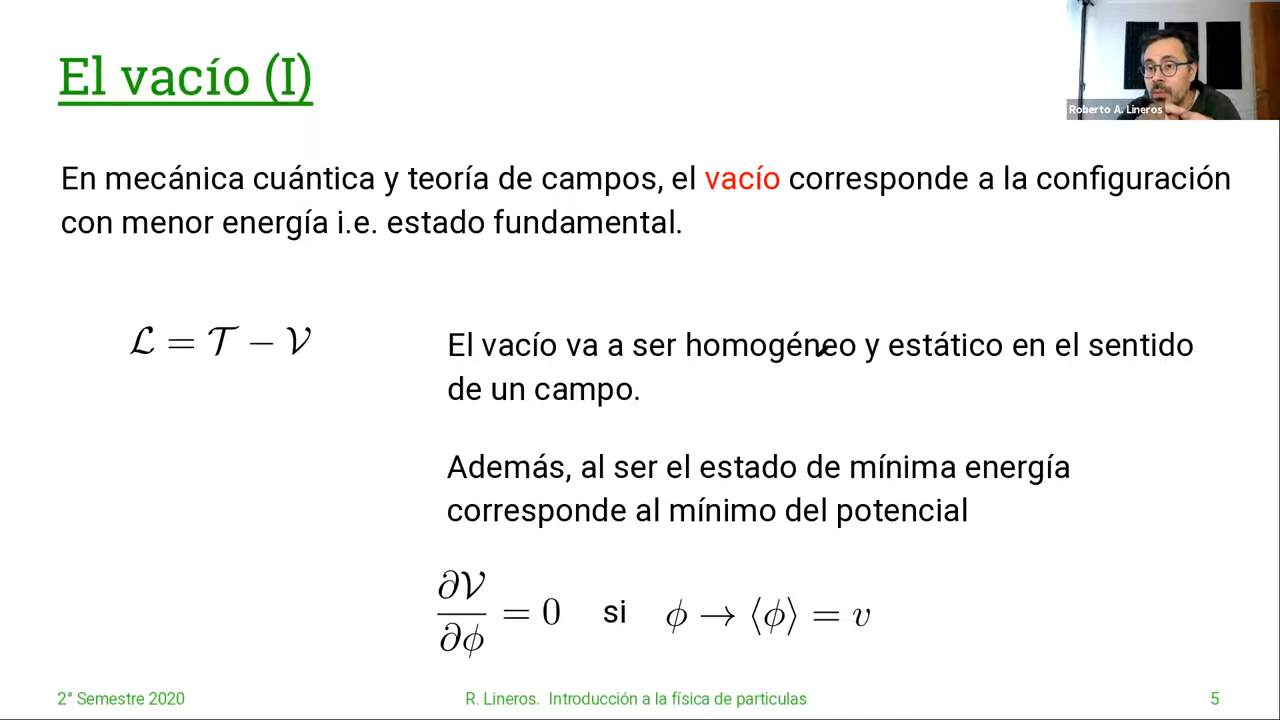 El vacío (I)
Roberto A. Lineros
En mecánica cuántica y teoría de campos, el vacío corresponde a la configuración
con menor energía i.e. estado fundamental.
ℒ = 𝒯 − 𝒱
El vacío va a ser homogéneo y estático en el sentido
de un campo.
Además, al ser el estado de mínima energía
corresponde al mínimo del potencial
∂𝒱/∂ϕ = 0 si ϕ → ⟨ϕ⟩ = v
2° Semestre 2020
R. Lineros. Introducción a la física de particulas
5